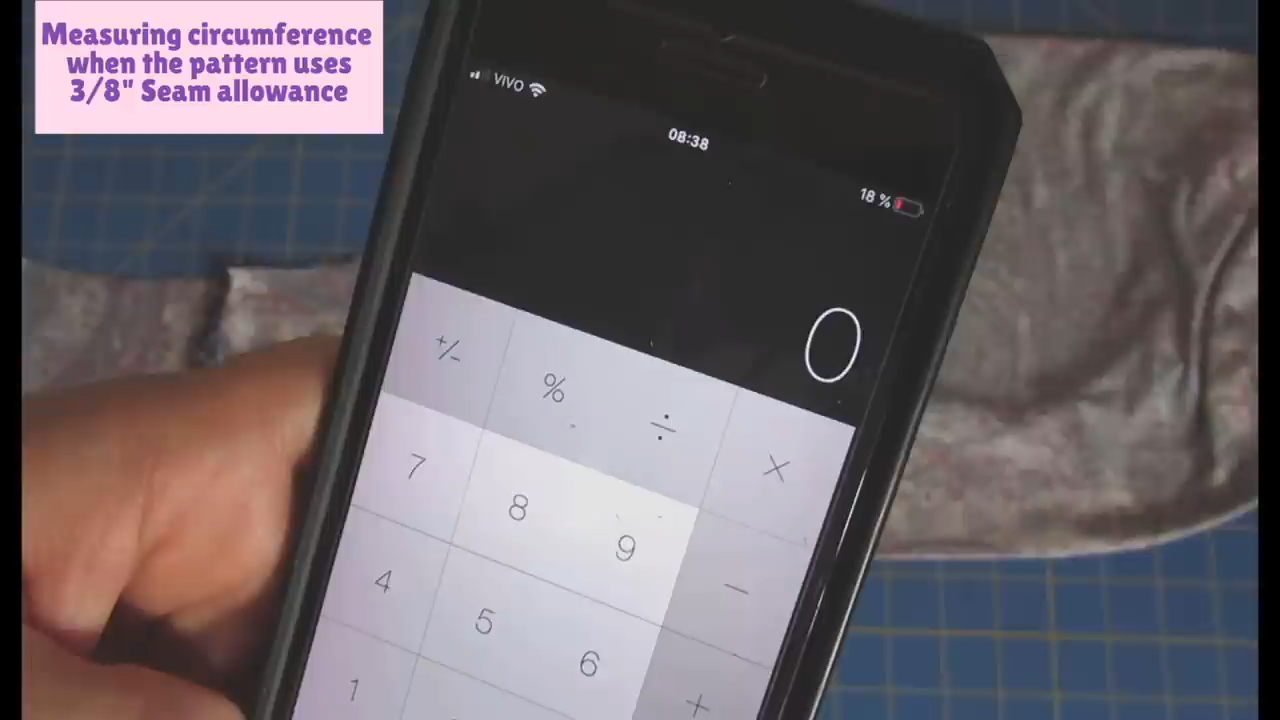 Measuring circumference
when the pattern uses
3/8" Seam allowance
VIVO
08:38
18 %
0
+/- % ÷ ×
7 8 9 −
4 5 6 +
1